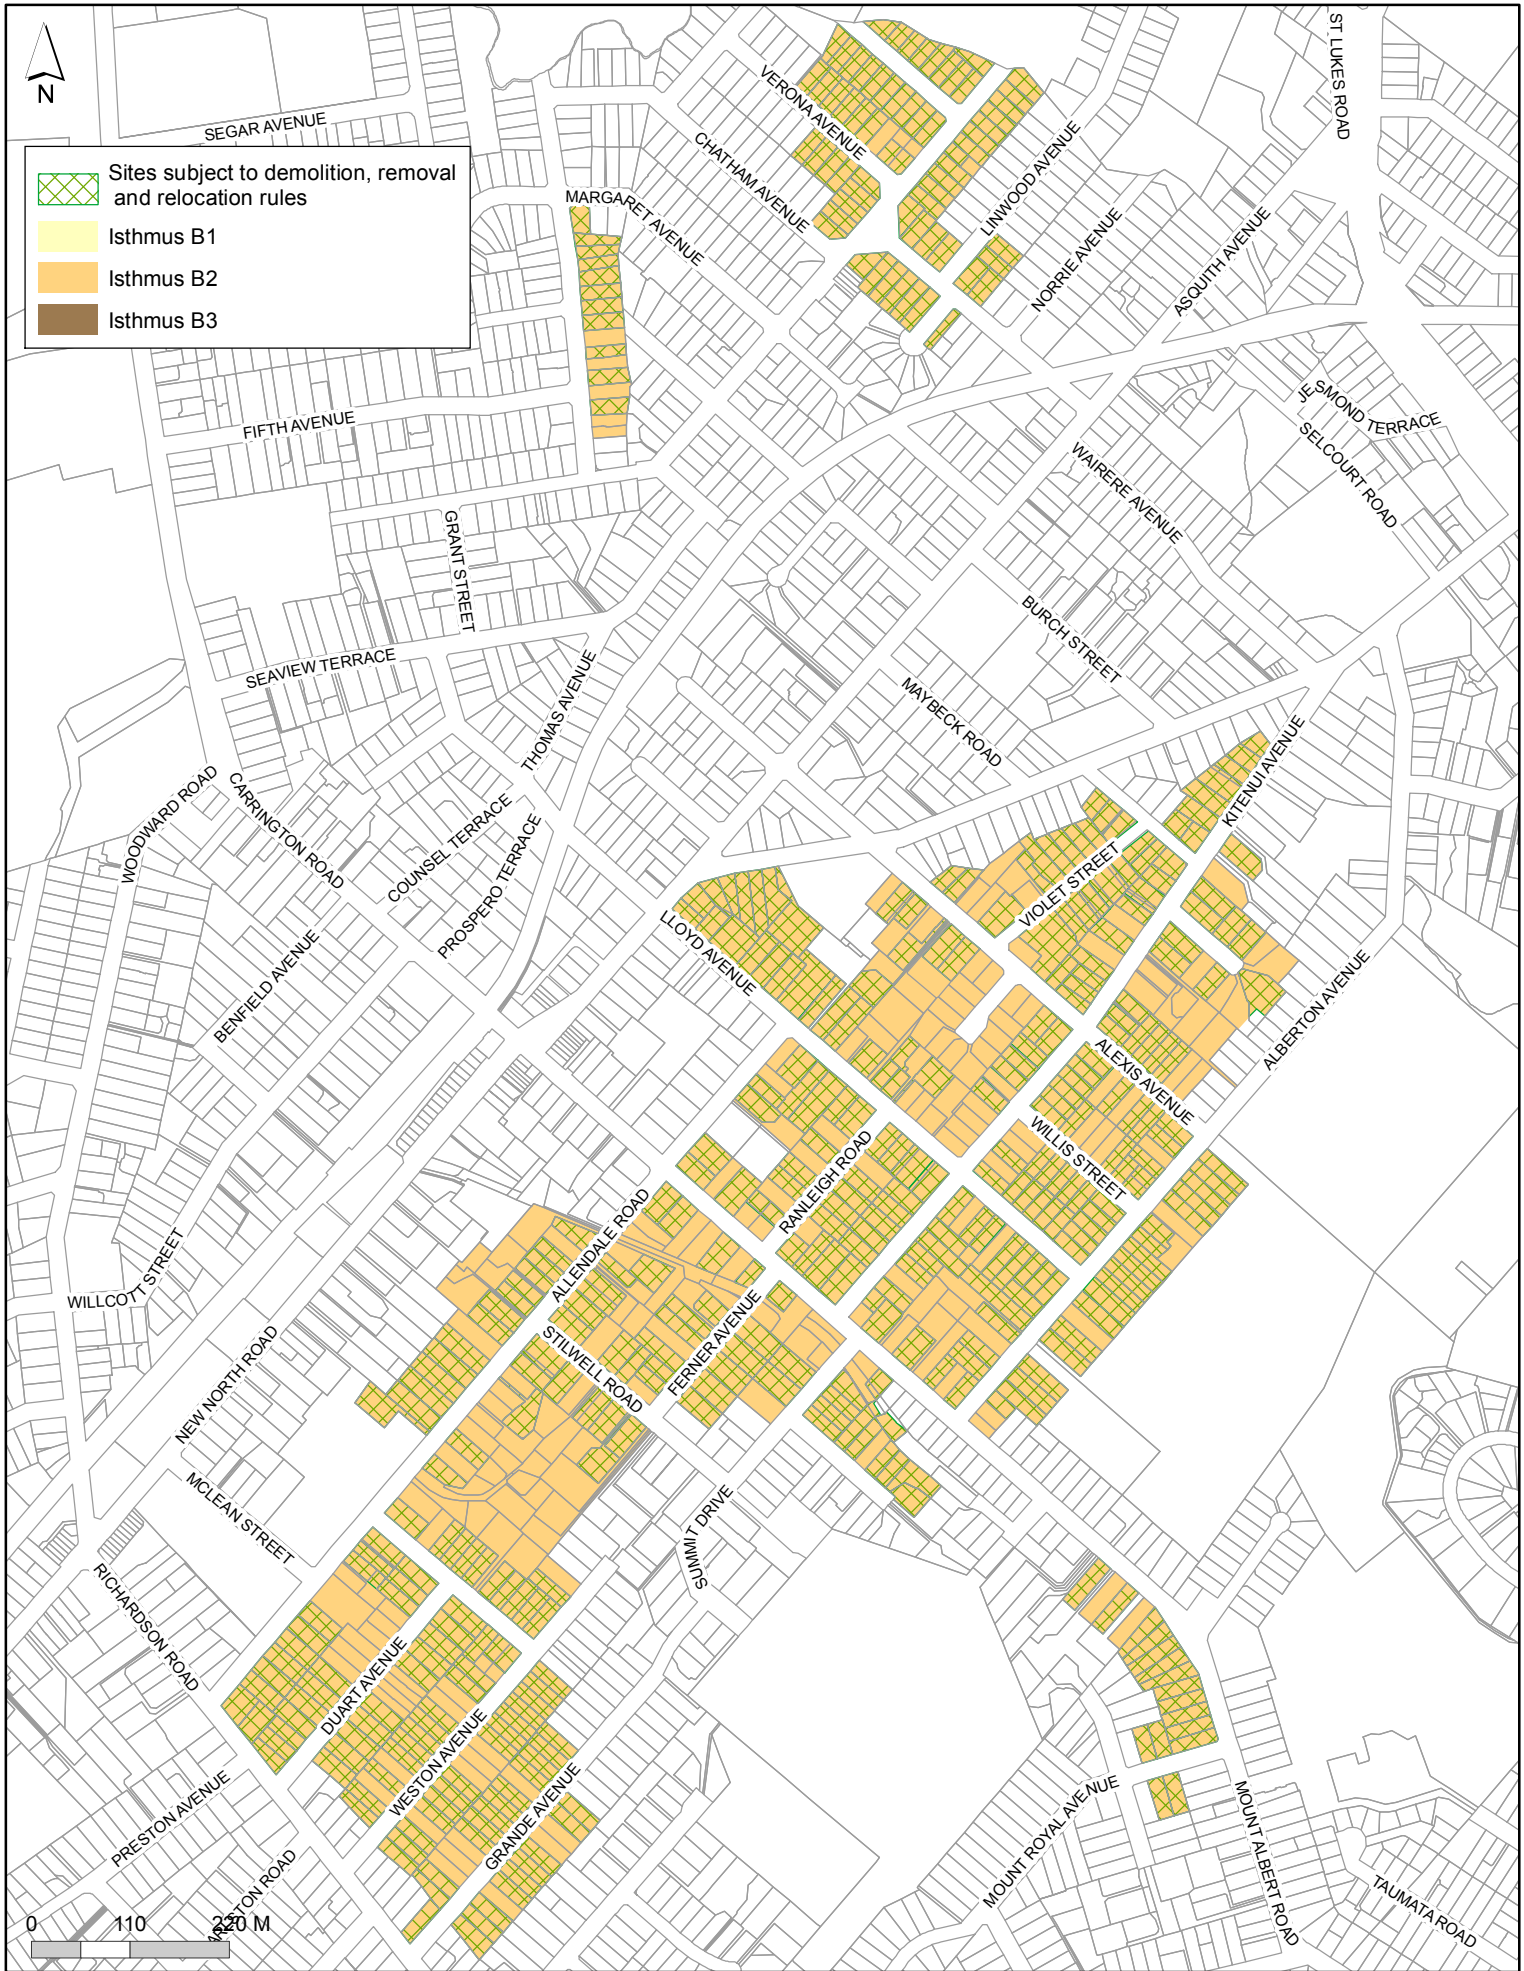 N
SEGAR AVENUE
VERONA AVENUE
CHATHAM AVENUE
LINWOOD AVENUE
ST LUKES ROAD
Sites subject to demolition, removal
and relocation rules
Isthmus B1
Isthmus B2
Isthmus B3
MARGARET AVENUE
NORRIE AVENUE
ASQUITH AVENUE
FIFTH AVENUE
JESMOND TERRACE
SELCOURT ROAD
WAIRERE AVENUE
GRANT STREET
BURCH STREET
SEAVIEW TERRACE
THOMAS AVENUE
MAYBECK ROAD
KITENUI AVENUE
WOODWARD ROAD
CARRINGTON ROAD
COUNSEL TERRACE
PROSPERO TERRACE
VIOLET STREET
LLOYD AVENUE
BENFIELD AVENUE
ALBERTON AVENUE
ALEXIS AVENUE
WILLIS STREET
RANLEIGH ROAD
ALLENDALE ROAD
WILLCOTT STREET
STILWELL ROAD
FERNER AVENUE
NEW NORTH ROAD
MCLEAN STREET
SUMMIT DRIVE
RICHARDSON ROAD
DUART AVENUE
WESTON AVENUE
GRANDE AVENUE
PRESTON AVENUE
MOUNT ROYAL AVENUE
MOUNT ALBERT ROAD
TAUMATA ROAD
0 110 220 M